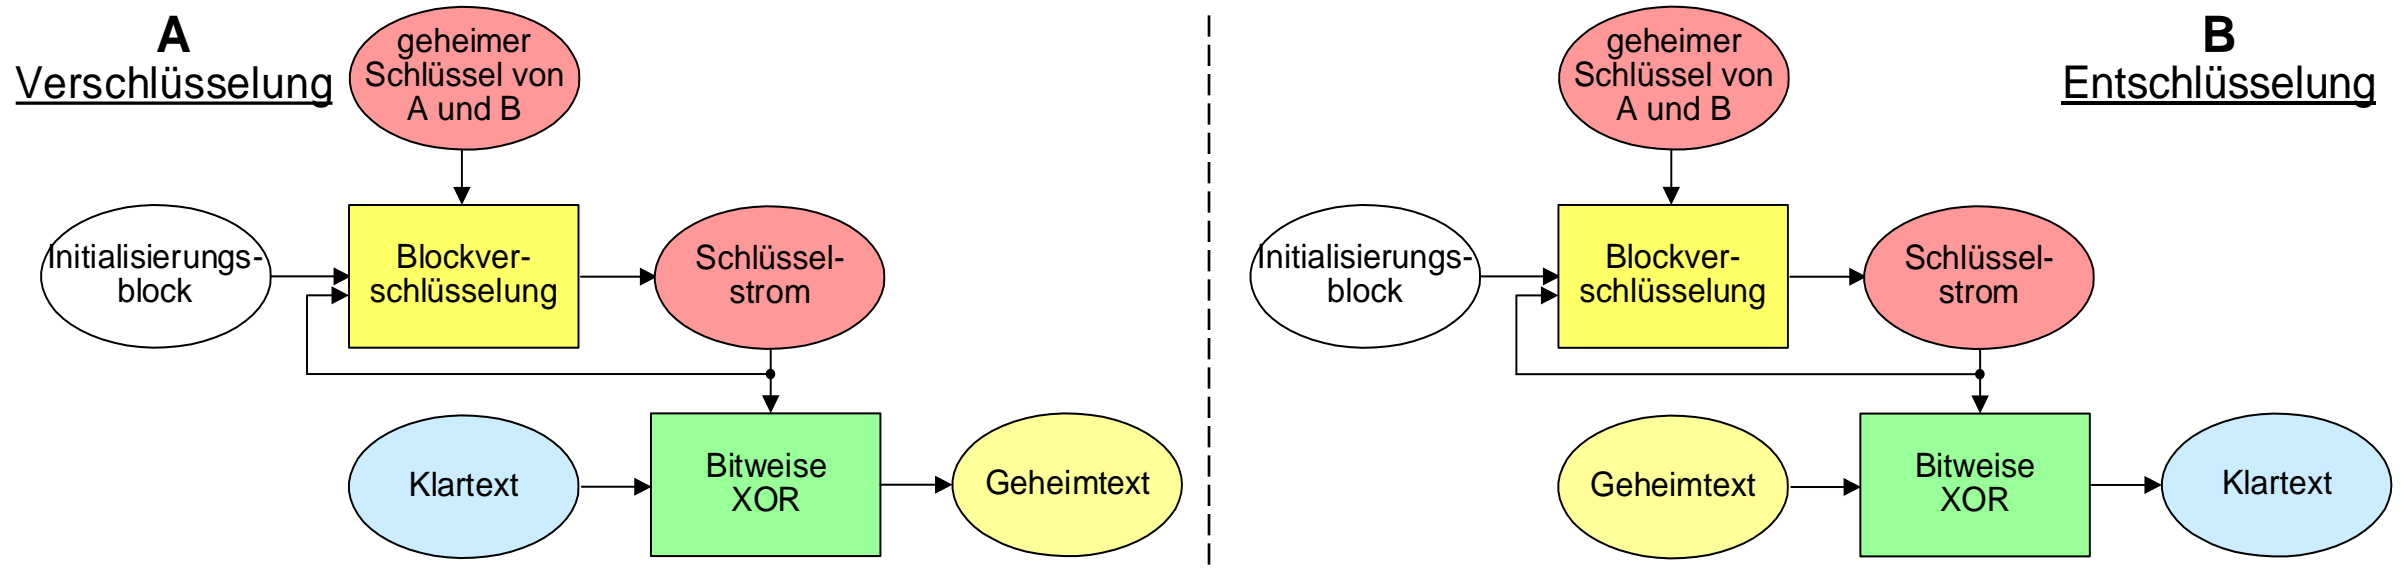 A
Verschlüsselung
geheimer
Schlüssel von
A und B
Initialisierungs-
block
Blockver-
schlüsselung
Schlüssel-
strom
Klartext
Bitweise
XOR
Geheimtext
B
Entschlüsselung
geheimer
Schlüssel von
A und B
Initialisierungs-
block
Blockver-
schlüsselung
Schlüssel-
strom
Geheimtext
Bitweise
XOR
Klartext